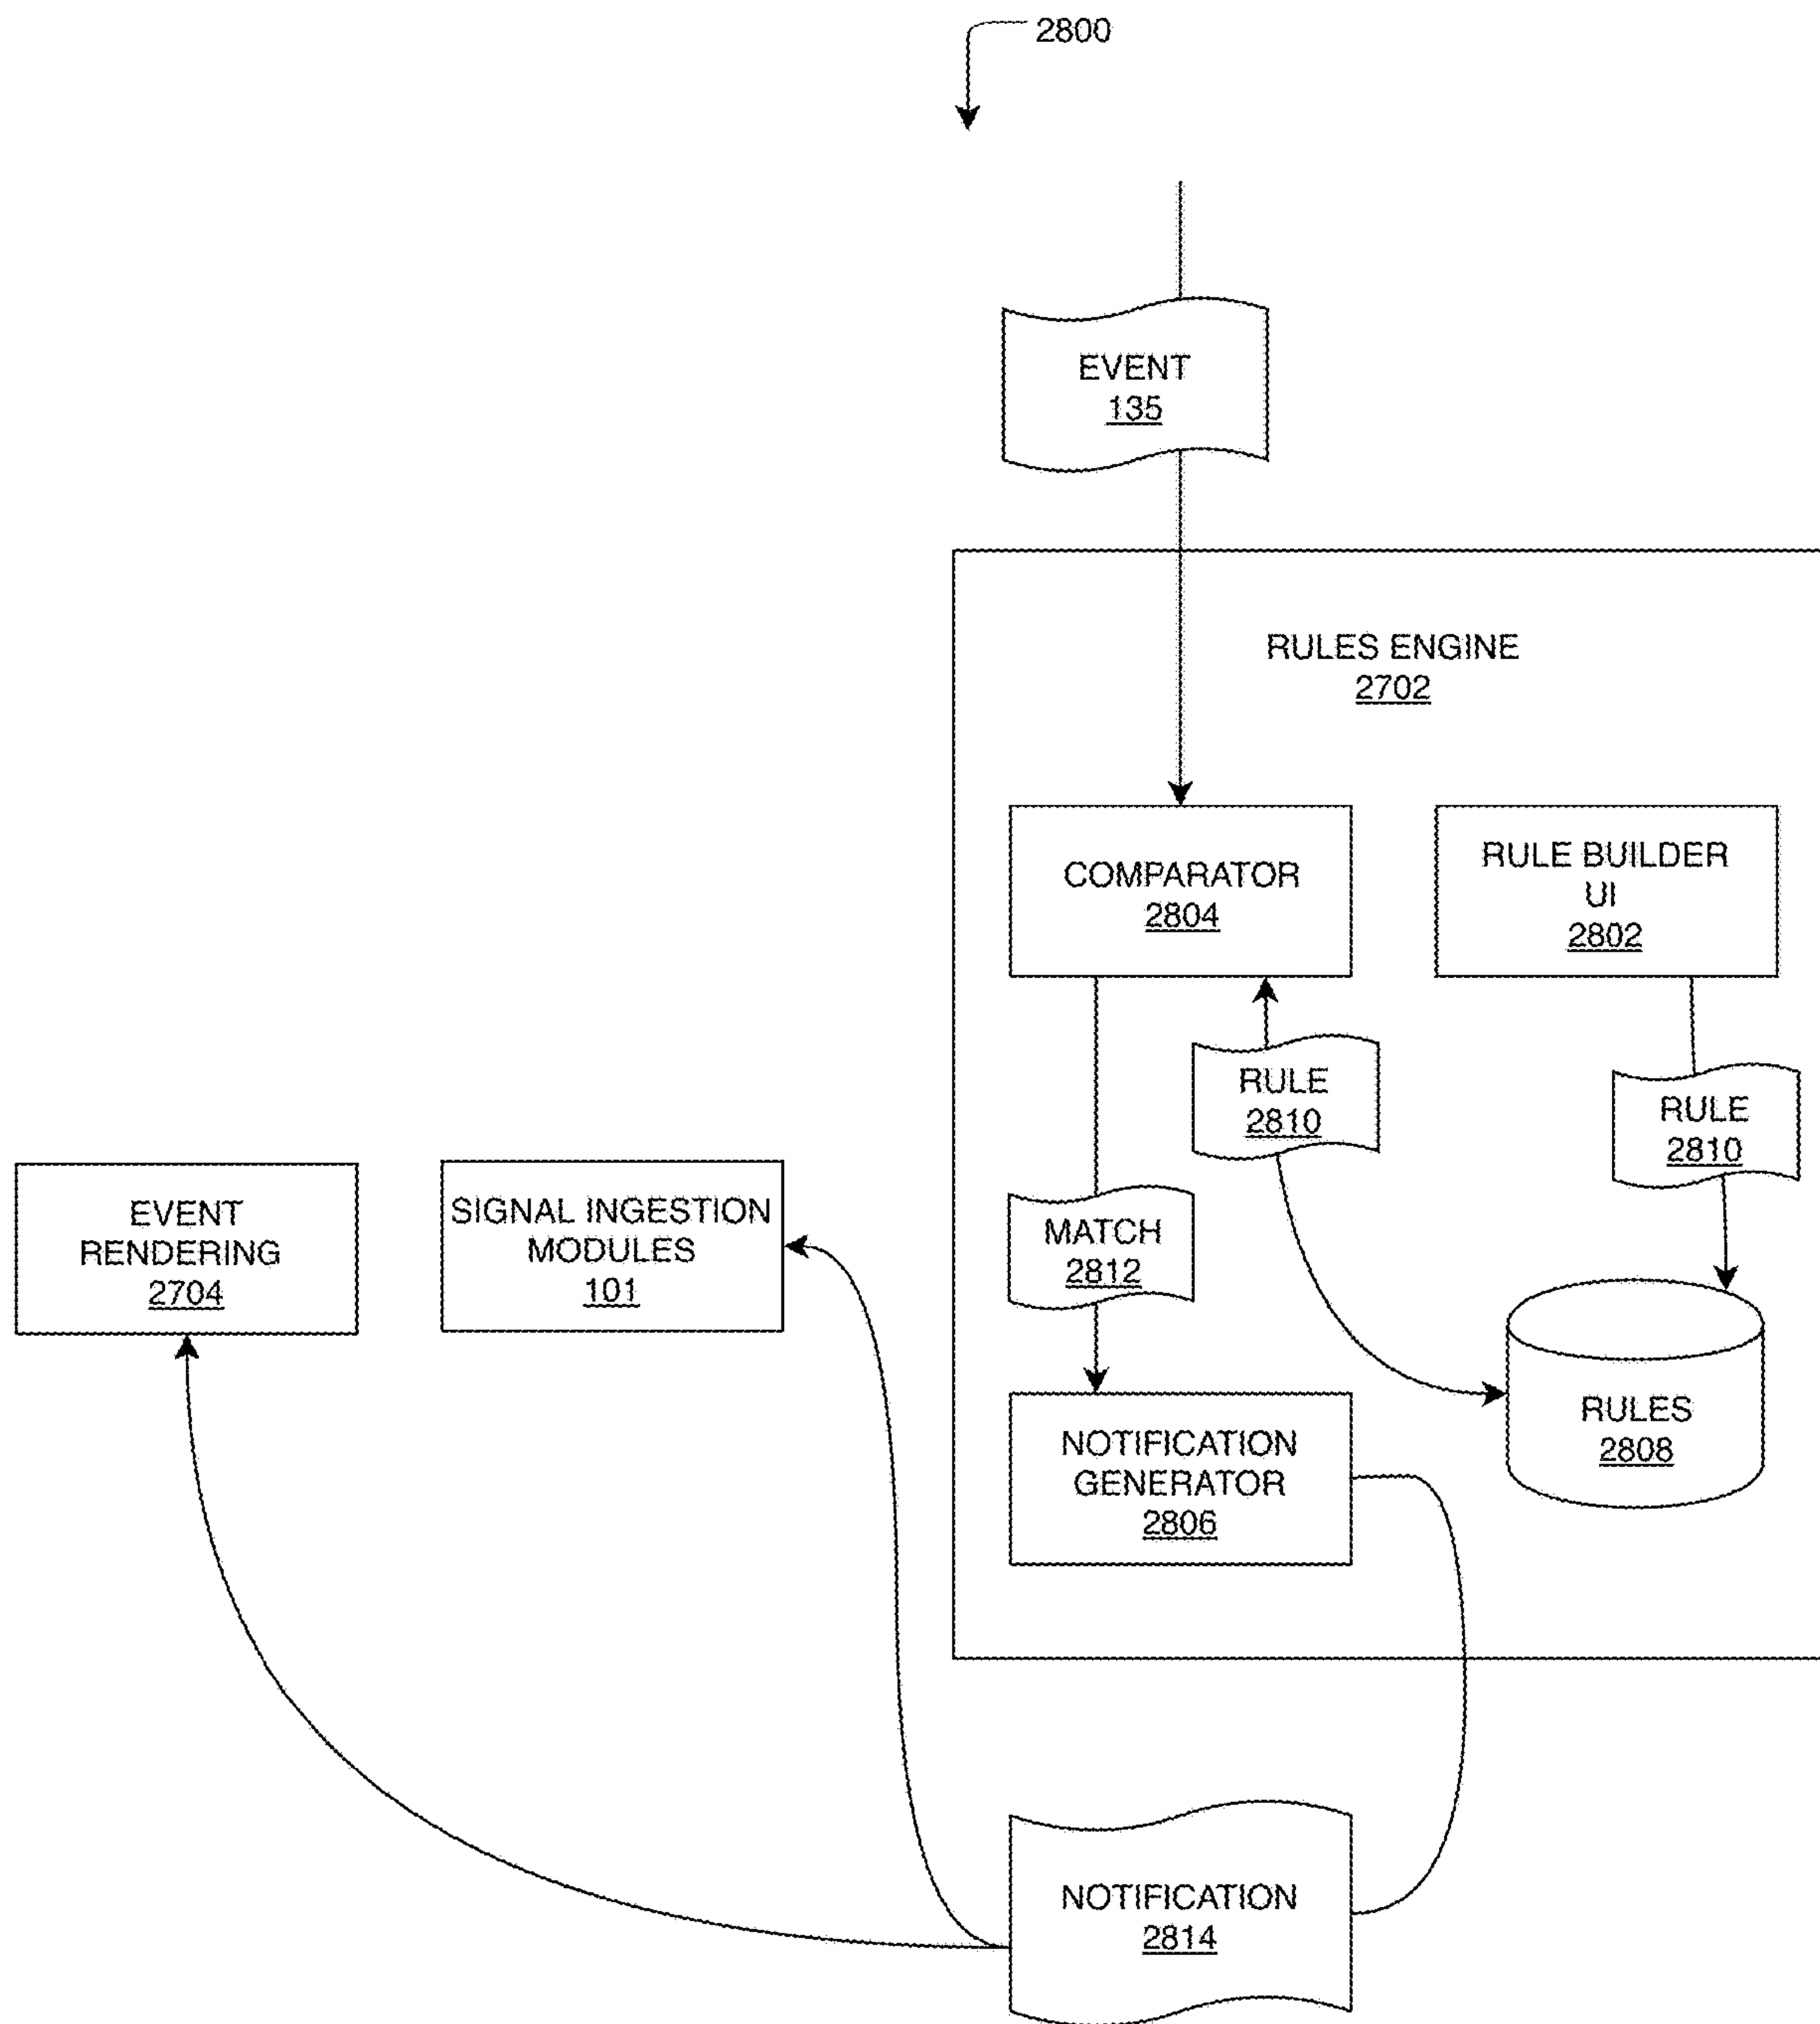 2800
EVENT
135
RULES ENGINE
2702
COMPARATOR
2804
RULE BUILDER
UI
2802
RULE
2810
RULE
2810
EVENT
RENDERING
2704
SIGNAL INGESTION
MODULES
101
MATCH
2812
RULES
2808
NOTIFICATION
GENERATOR
2806
NOTIFICATION
2814